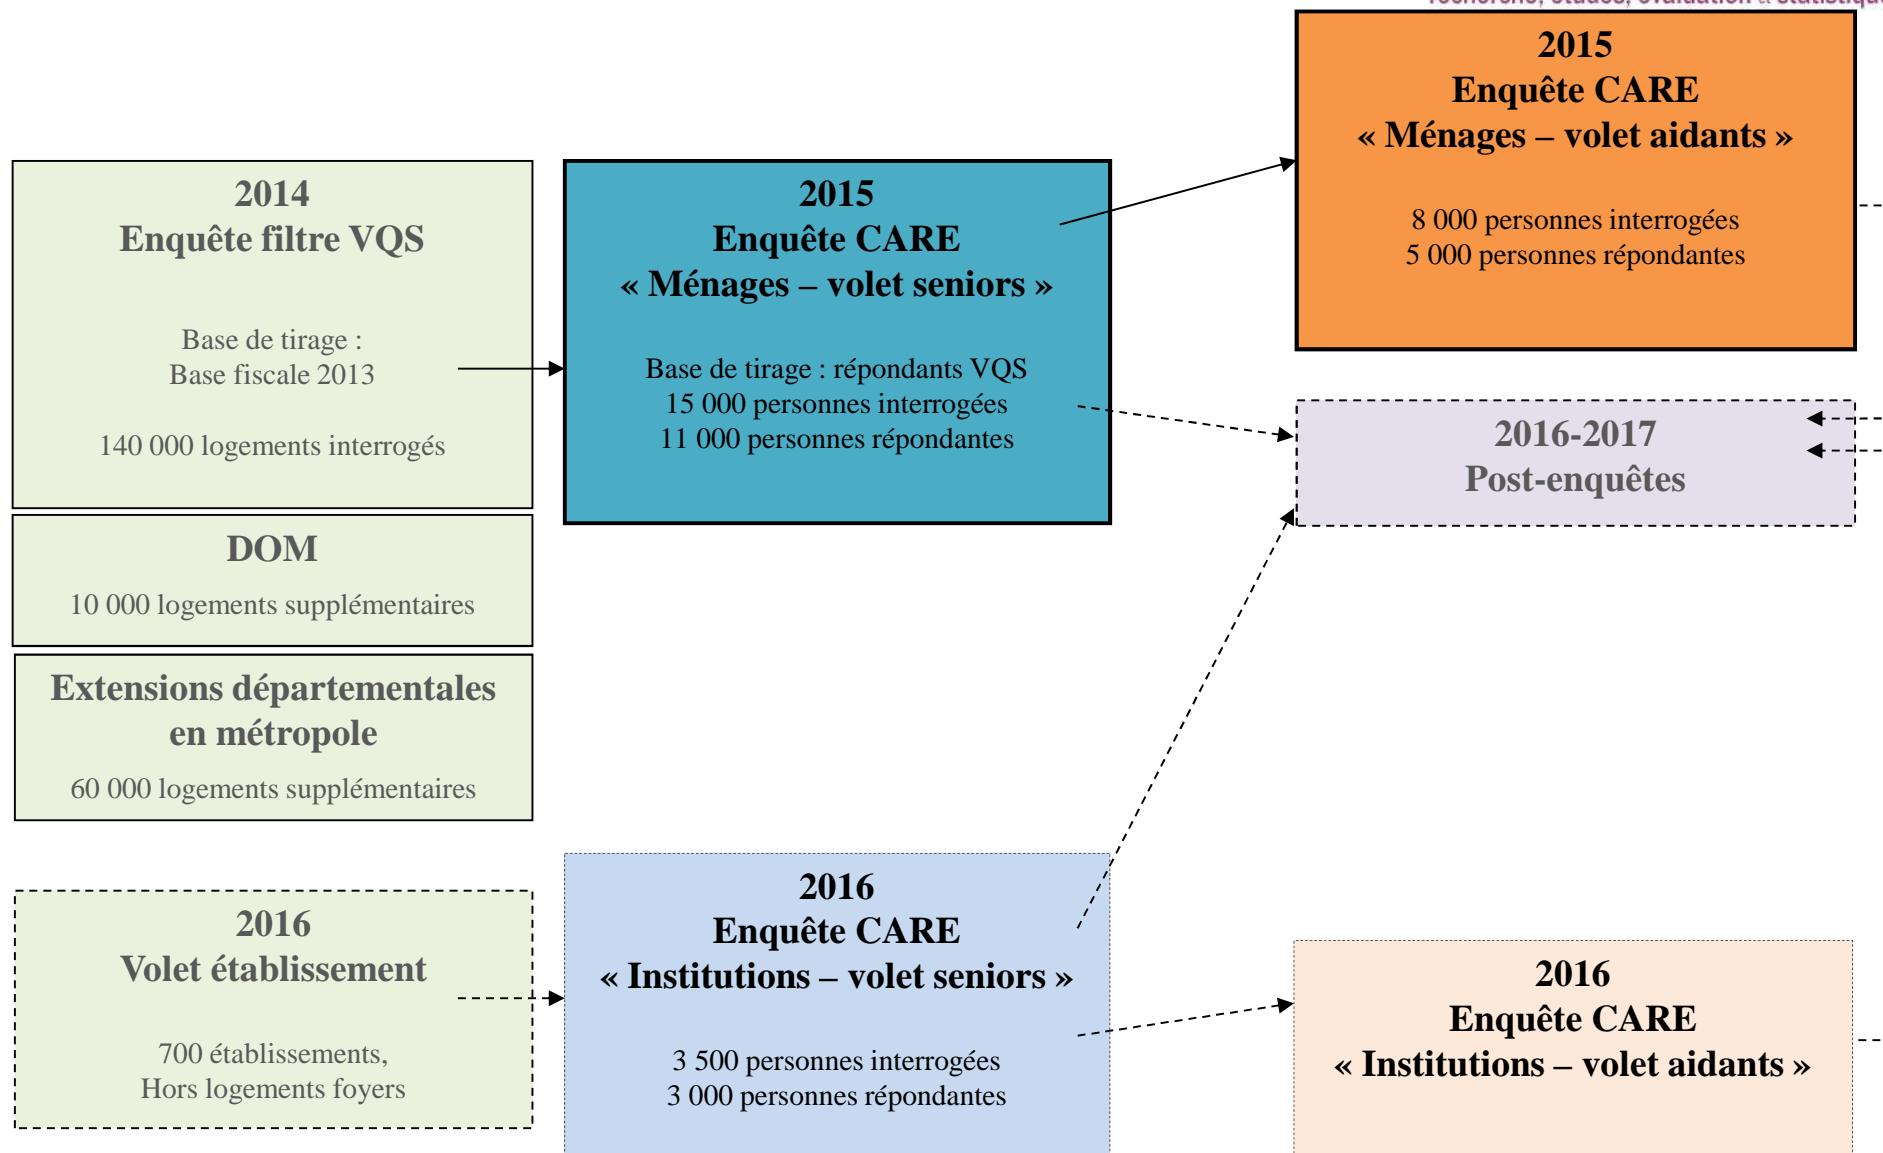 recherche, études, évaluation & statistique
2015
Enquête CARE
« Ménages – volet aidants »
8 000 personnes interrogées
5 000 personnes répondantes
2014
Enquête filtre VQS
Base de tirage :
Base fiscale 2013
140 000 logements interrogés
2015
Enquête CARE
« Ménages – volet seniors »
Base de tirage : répondants VQS
15 000 personnes interrogées
11 000 personnes répondantes
2016-2017
Post-enquêtes
DOM
10 000 logements supplémentaires
Extensions départementales
en métropole
60 000 logements supplémentaires
2016
Volet établissement
700 établissements,
Hors logements foyers
2016
Enquête CARE
« Institutions – volet seniors »
3 500 personnes interrogées
3 000 personnes répondantes
2016
Enquête CARE
« Institutions – volet aidants »